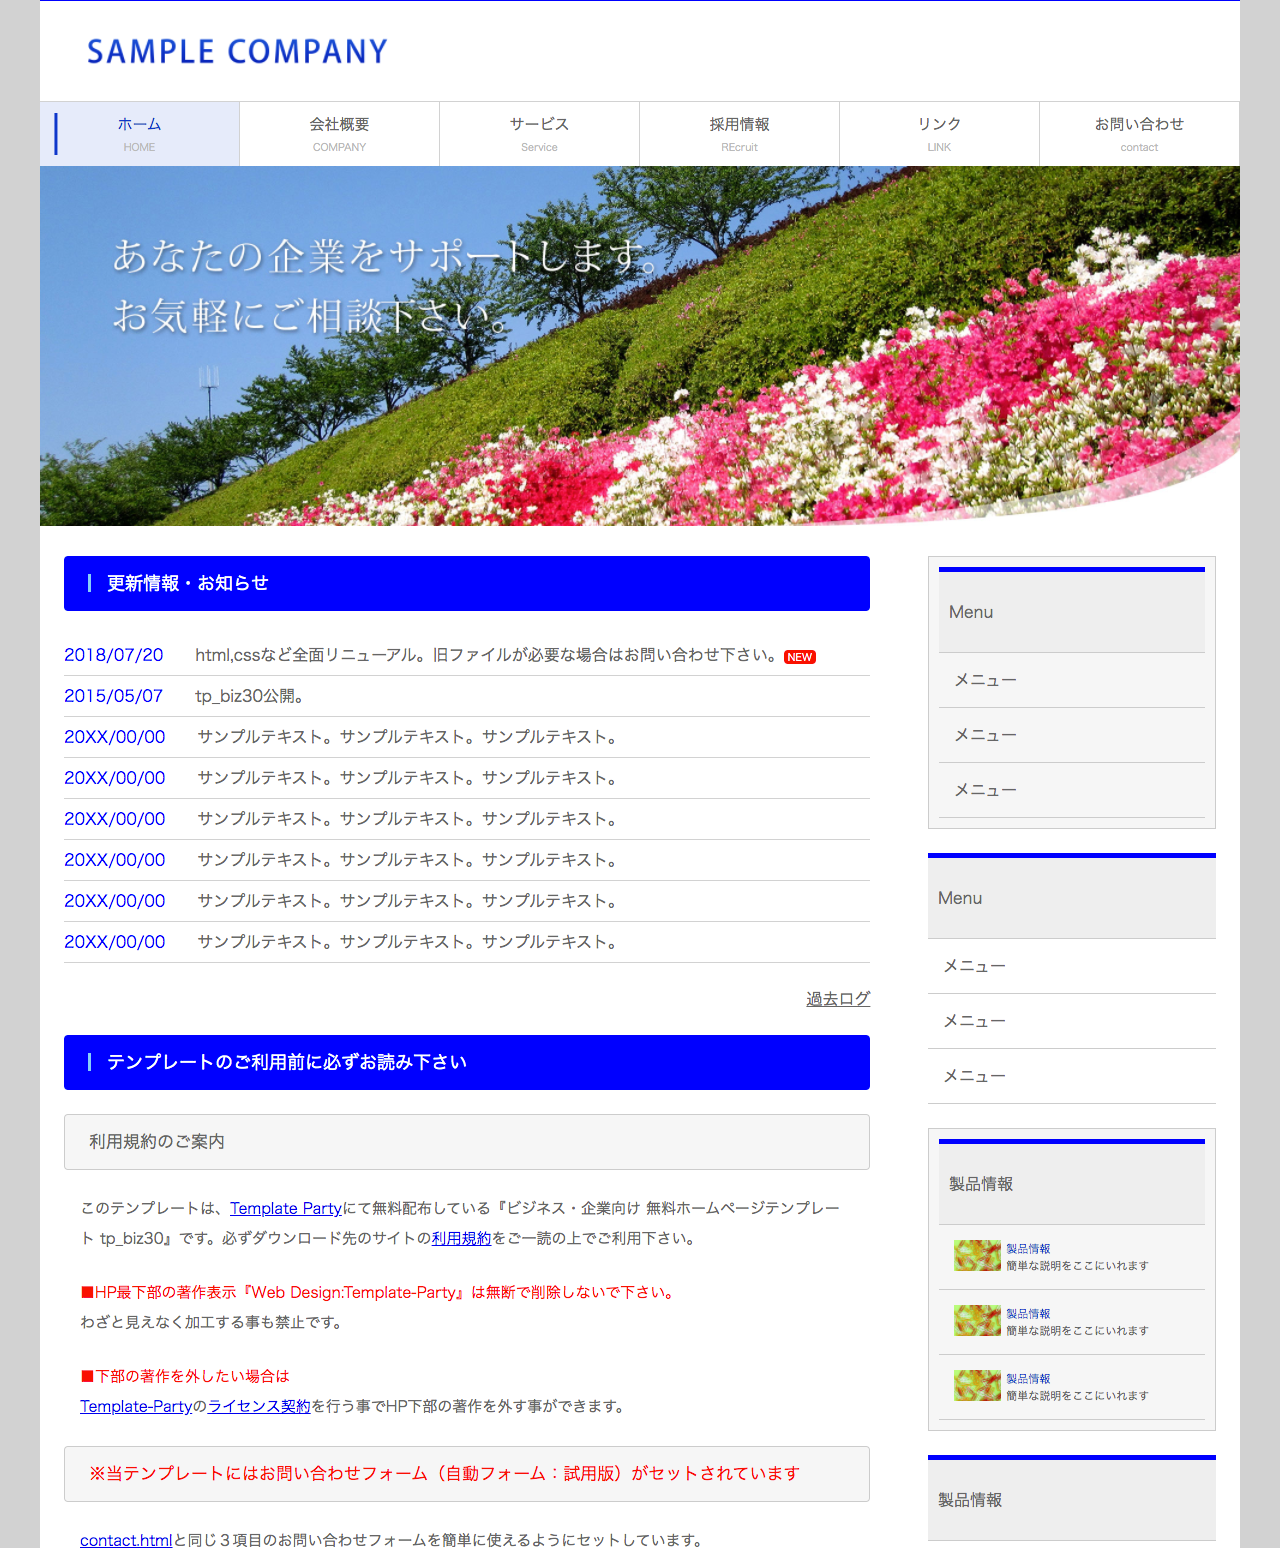 SAMPLE COMPANY
ホーム
HOME
会社概要
COMPANY
サービス
Service
採用情報
REcruit
リンク
LINK
お問い合わせ
contact
あなたの企業をサポートします。
お気軽にご相談下さい。
更新情報・お知らせ
2018/07/20 html,cssなど全面リニューアル。旧ファイルが必要な場合はお問い合わせ下さい。NEW
2015/05/07 tp_biz30公開。
20XX/00/00 サンプルテキスト。サンプルテキスト。サンプルテキスト。
20XX/00/00 サンプルテキスト。サンプルテキスト。サンプルテキスト。
20XX/00/00 サンプルテキスト。サンプルテキスト。サンプルテキスト。
20XX/00/00 サンプルテキスト。サンプルテキスト。サンプルテキスト。
20XX/00/00 サンプルテキスト。サンプルテキスト。サンプルテキスト。
20XX/00/00 サンプルテキスト。サンプルテキスト。サンプルテキスト。
過去ログ
テンプレートのご利用前に必ずお読み下さい
利用規約のご案内
このテンプレートは、Template Partyにて無料配布している『ビジネス・企業向け 無料ホームページテンプレー
ト tp_biz30』です。必ずダウンロード先のサイトの利用規約をご一読の上でご利用下さい。
■HP最下部の著作表示『Web Design:Template-Party』は無断で削除しないで下さい。
わざと見えなく加工する事も禁止です。
■下部の著作を外したい場合は
Template-Partyのライセンス契約を行う事でHP下部の著作を外す事ができます。
※当テンプレートにはお問い合わせフォーム（自動フォーム：試用版）がセットされています
contact.htmlと同じ３項目のお問い合わせフォームを簡単に使えるようにセットしています。
Menu
メニュー
メニュー
メニュー
Menu
メニュー
メニュー
メニュー
製品情報
製品情報
簡単な説明をここにいれます
製品情報
簡単な説明をここにいれます
製品情報
簡単な説明をここにいれます
製品情報